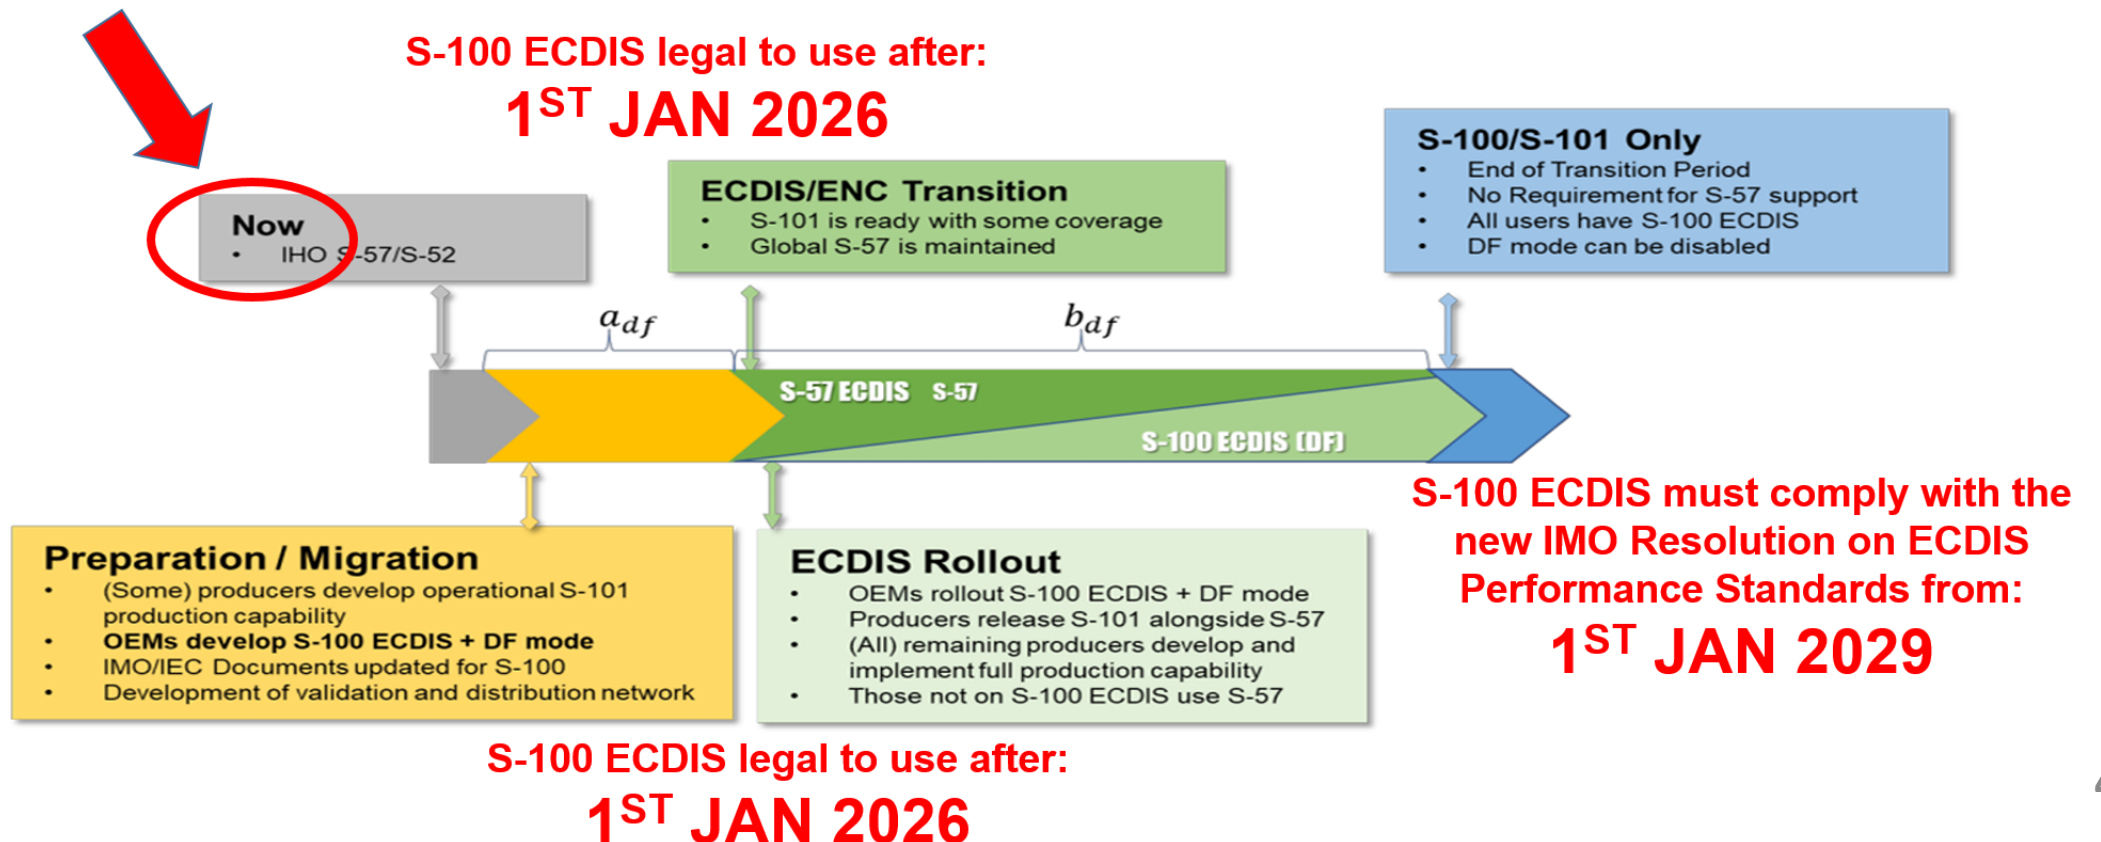 S-100 ECDIS legal to use after:
1ST JAN 2026
Now
• IHO S-57/S-52
ECDIS/ENC Transition
• S-101 is ready with some coverage
• Global S-57 is maintained
S-100/S-101 Only
• End of Transition Period
• No Requirement for S-57 support
• All users have S-100 ECDIS
• DF mode can be disabled
a_df
b_df
S-57 ECDIS S-57
S-100 ECDIS (DF)
Preparation / Migration
• (Some) producers develop operational S-101
production capability
• OEMs develop S-100 ECDIS + DF mode
• IMO/IEC Documents updated for S-100
• Development of validation and distribution network
ECDIS Rollout
• OEMs rollout S-100 ECDIS + DF mode
• Producers release S-101 alongside S-57
• (All) remaining producers develop and
implement full production capability
• Those not on S-100 ECDIS use S-57
S-100 ECDIS must comply with the
new IMO Resolution on ECDIS
Performance Standards from:
1ST JAN 2029
S-100 ECDIS legal to use after:
1ST JAN 2026